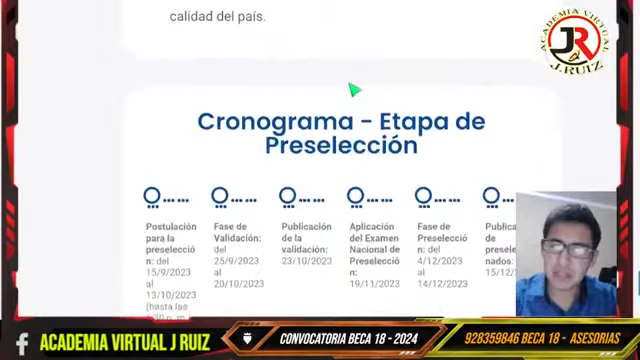 calidad del país.
ACADEMIA VIRTUAL
JR
J.RUIZ
Cronograma - Etapa de
Preselección
Postulación
para la
preselecció
n: del
15/9/2023
al
13/10/2023
(hasta las
Fase de
Validación:
del
25/9/2023
al
20/10/2023
Publicación
de la
validación:
23/10/2023
Aplicación
del Examen
Nacional de
Preselecció
n:
19/11/2023
Fase de
Preselecció
n: del
4/12/2023
al
14/12/2023
Publica
de
presele
nados:
15/12/
ACADEMIA VIRTUAL J RUIZ
CONVOCATORIA BECA 18 - 2024
928359846 BECA 18 - ASESORIAS